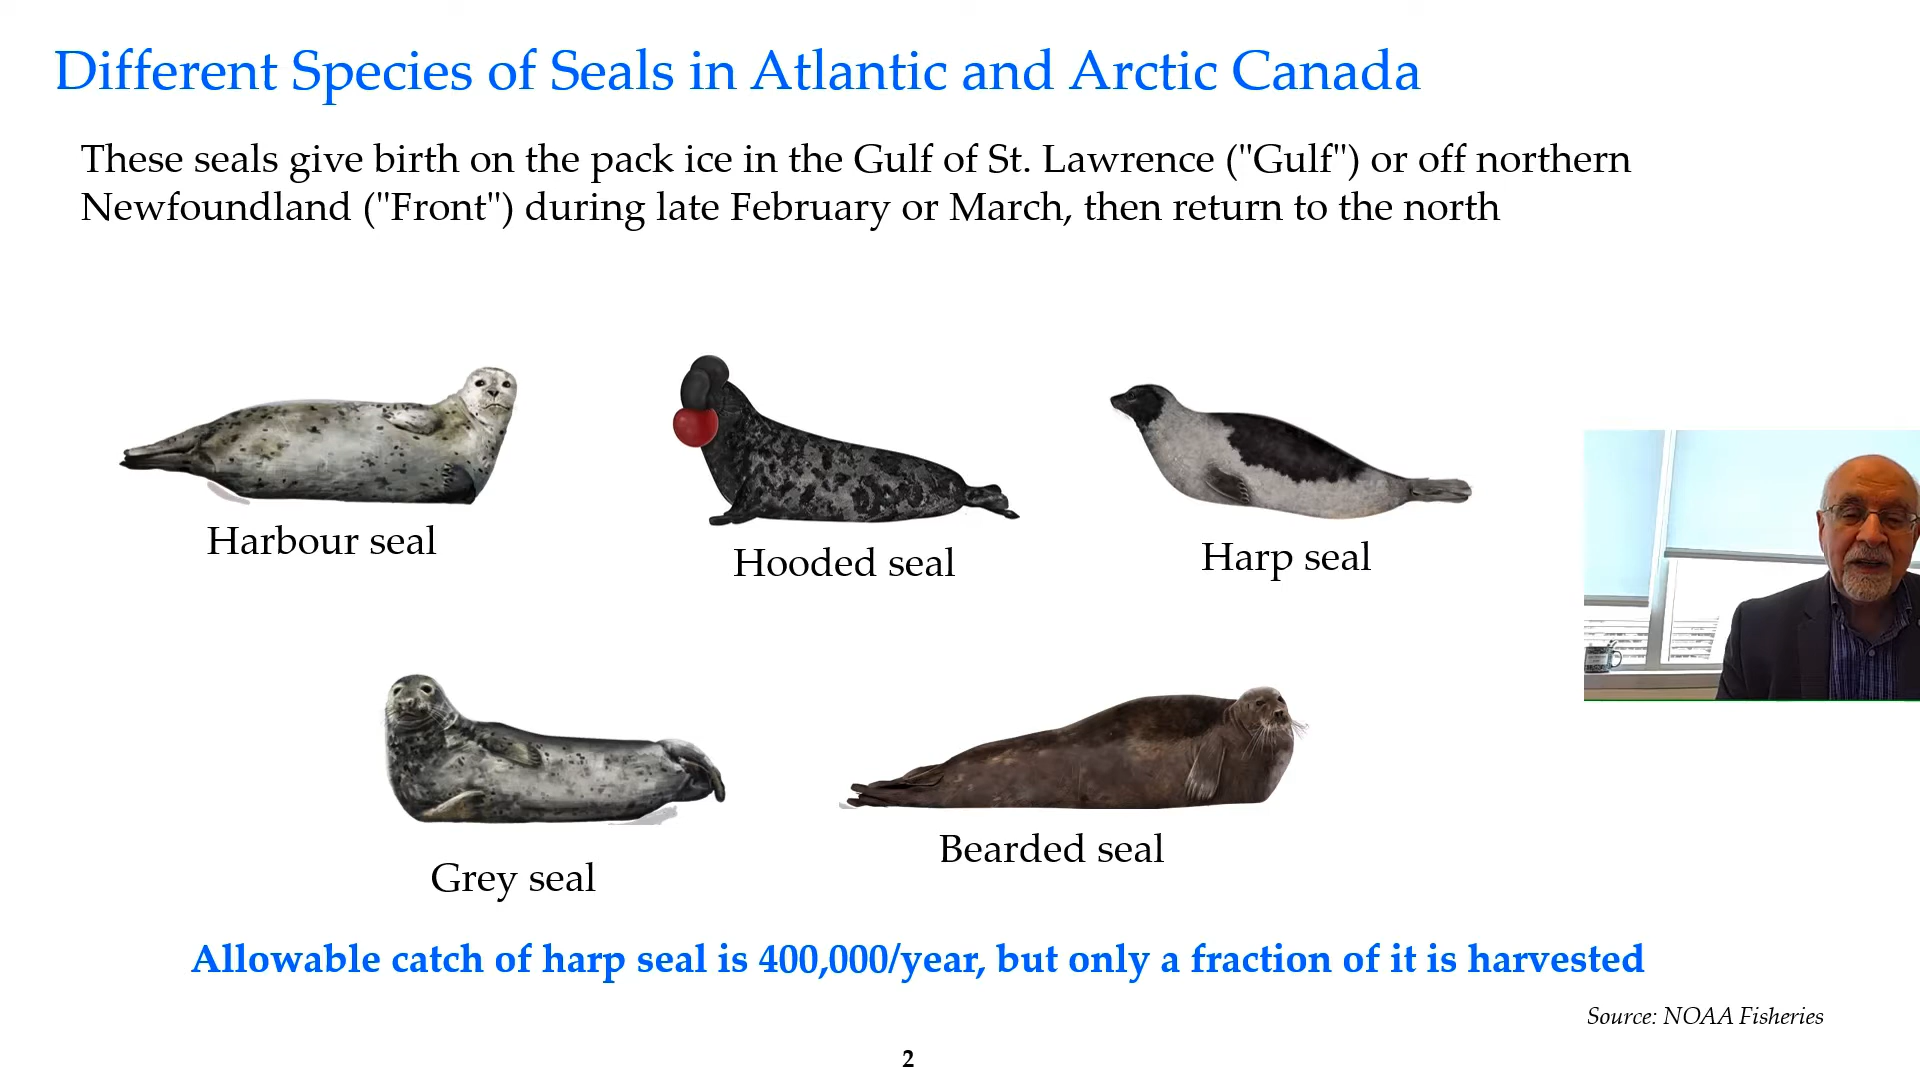 Different Species of Seals in Atlantic and Arctic Canada
These seals give birth on the pack ice in the Gulf of St. Lawrence ("Gulf") or off northern
Newfoundland ("Front") during late February or March, then return to the north
Harbour seal
Hooded seal
Harp seal
Grey seal
Bearded seal
Allowable catch of harp seal is 400,000/year, but only a fraction of it is harvested
Source: NOAA Fisheries
2